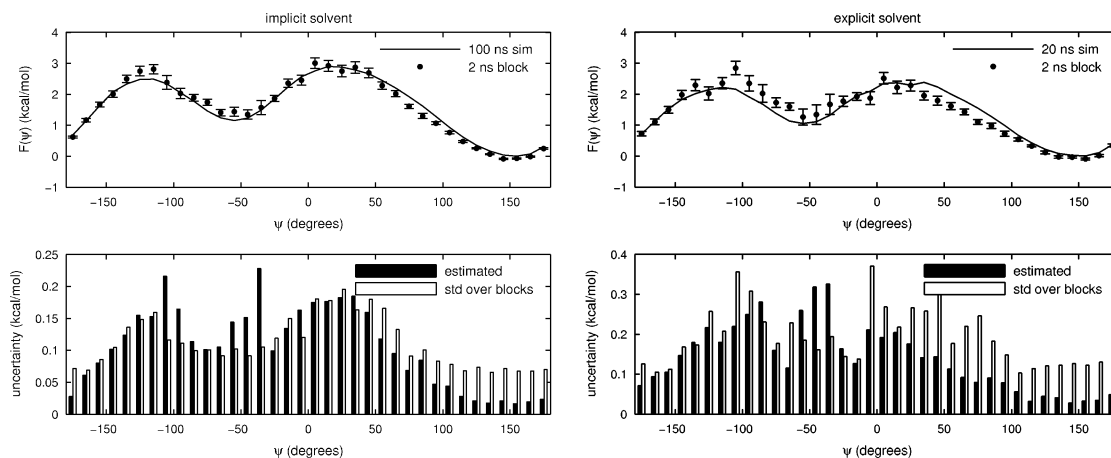 implicit solvent
4
3
2
1
0
−1
F(ψ) (kcal/mol)
100 ns sim
2 ns block
−150 −100 −50 0 50 100 150
ψ (degrees)
explicit solvent
4
3
2
1
0
−1
F(ψ) (kcal/mol)
20 ns sim
2 ns block
−150 −100 −50 0 50 100 150
ψ (degrees)
0.25
0.2
0.15
0.1
0.05
0
uncertainty (kcal/mol)
estimated
std over blocks
−150 −100 −50 0 50 100 150
ψ (degrees)
0.4
0.3
0.2
0.1
0
uncertainty (kcal/mol)
estimated
std over blocks
−150 −100 −50 0 50 100 150
ψ (degrees)